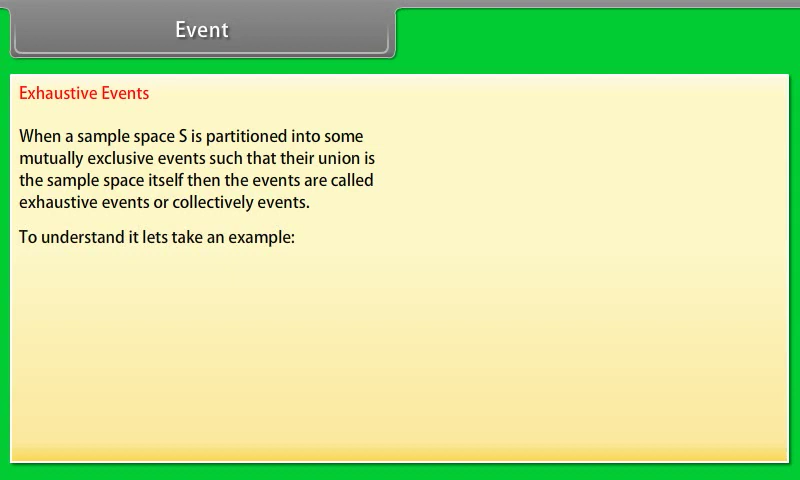 Event
Exhaustive Events
When a sample space S is partitioned into some
mutually exclusive events such that their union is
the sample space itself then the events are called
exhaustive events or collectively events.
To understand it lets take an example: